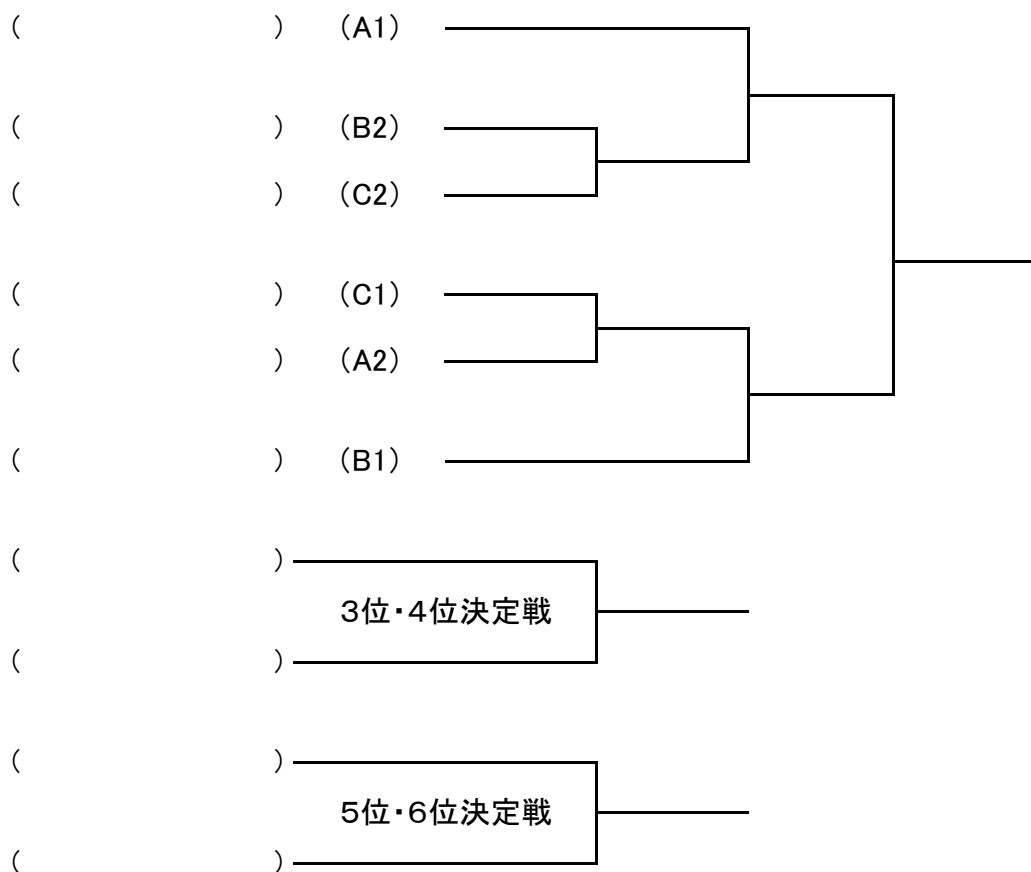 (　　　　　　　　) (A1)
(　　　　　　　　) (B2)
(　　　　　　　　) (C2)
(　　　　　　　　) (C1)
(　　　　　　　　) (A2)
(　　　　　　　　) (B1)
(　　　　　　　　)
3位・4位決定戦
(　　　　　　　　)
(　　　　　　　　)
5位・6位決定戦
(　　　　　　　　)